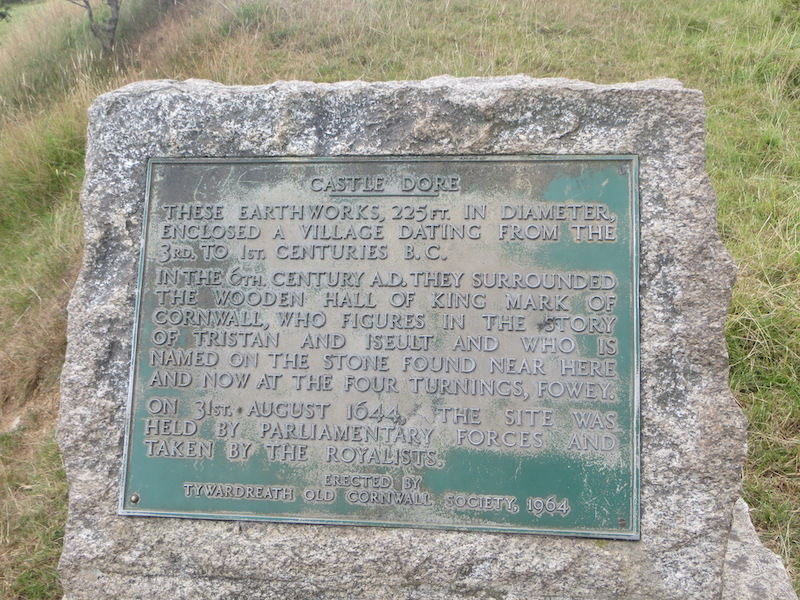 CASTLE DORE
THESE EARTHWORKS, 225FT. IN DIAMETER,
ENCLOSED A VILLAGE DATING FROM THE
3RD. TO 1ST. CENTURIES B.C.
IN THE 6TH. CENTURY A.D. THEY SURROUNDED
THE WOODEN HALL OF KING MARK OF
CORNWALL, WHO FIGURES IN THE STORY
OF TRISTAN AND ISEULT AND WHO IS
NAMED ON THE STONE FOUND NEAR HERE
AND NOW AT THE FOUR TURNINGS, FOWEY.
ON 31ST. AUGUST 1644, THE SITE WAS
HELD BY PARLIAMENTARY FORCES AND
TAKEN BY THE ROYALISTS.
ERECTED BY
TYWARDREATH OLD CORNWALL SOCIETY, 1964